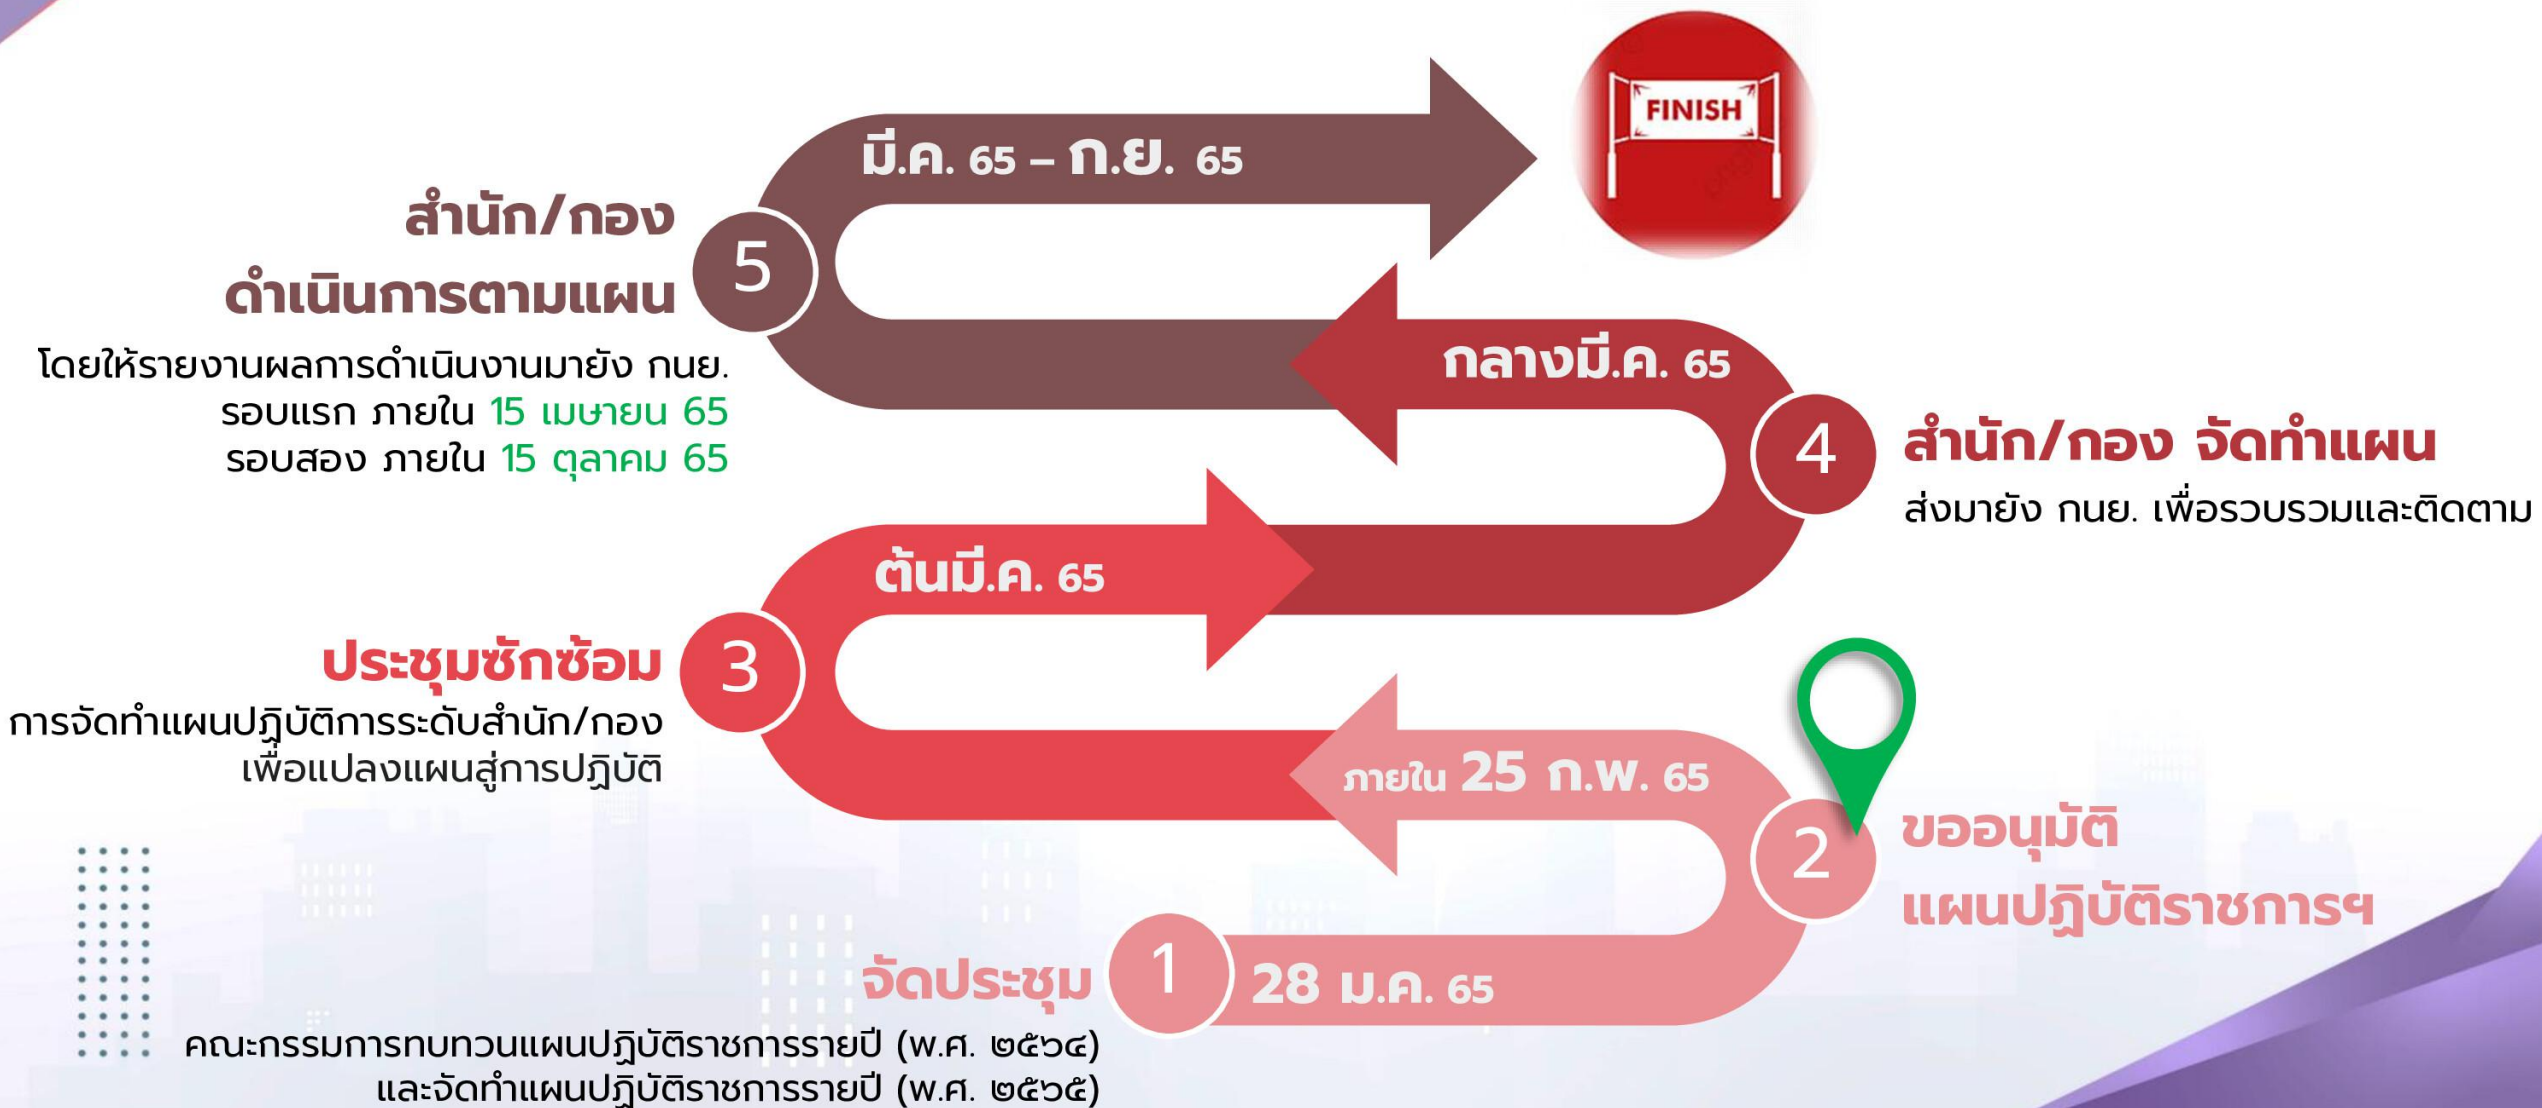 FINISH
มี.ค. 65 – ก.ย. 65
สำนัก/กอง
ดำเนินการตามแผน
5
โดยให้รายงานผลการดำเนินงานมายัง กนย.
รอบแรก ภายใน 15 เมษายน 65
รอบสอง ภายใน 15 ตุลาคม 65
กลางมี.ค. 65
4
สำนัก/กอง จัดทำแผน
ส่งมายัง กนย. เพื่อรวบรวมและติดตาม
ต้นมี.ค. 65
ประชุมซักซ้อม
3
การจัดทำแผนปฏิบัติการระดับสำนัก/กอง
เพื่อแปลงแผนสู่การปฏิบัติ
ภายใน 25 ก.พ. 65
2
ขออนุมัติ
แผนปฏิบัติราชการฯ
จัดประชุม
1
28 ม.ค. 65
คณะกรรมการทบทวนแผนปฏิบัติราชการรายปี (พ.ศ. ๒๕๖๔)
และจัดทำแผนปฏิบัติราชการรายปี (พ.ศ. ๒๕๖๕)